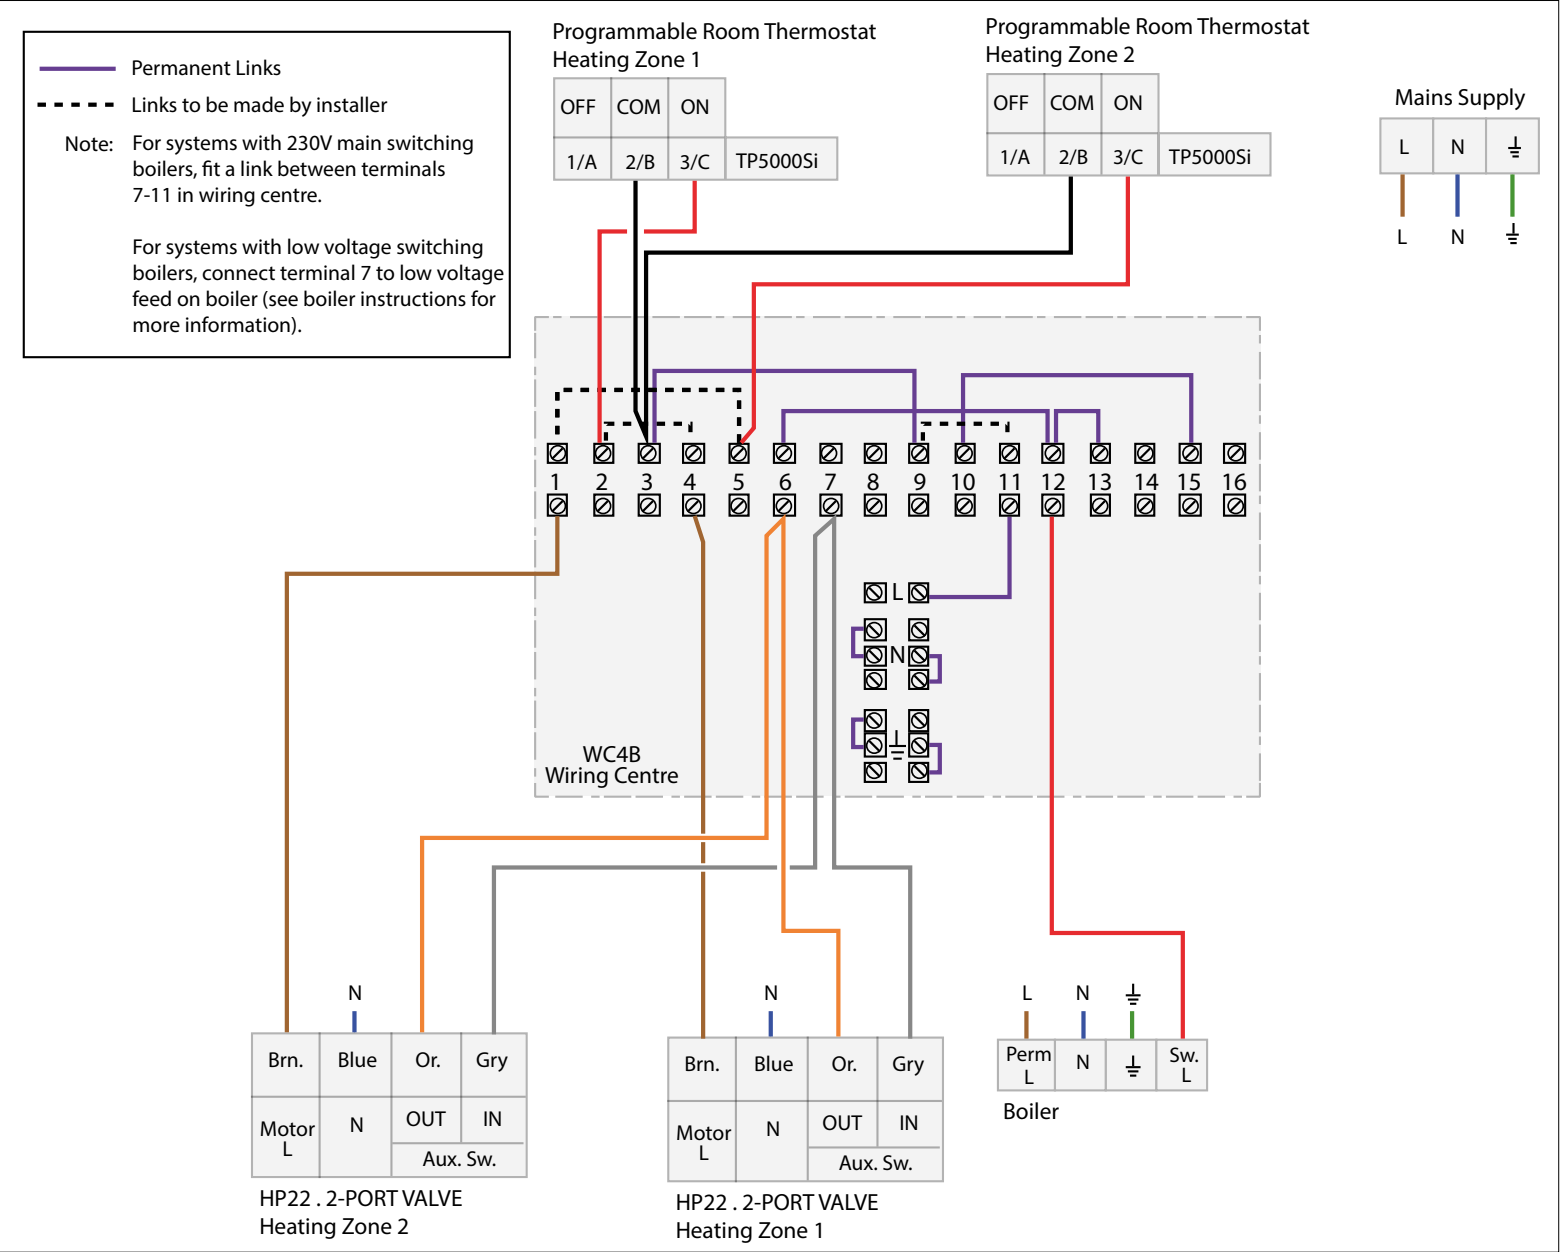 Permanent Links
Links to be made by installer
Note: For systems with 230V main switching
boilers, fit a link between terminals
7-11 in wiring centre.
For systems with low voltage switching
boilers, connect terminal 7 to low voltage
feed on boiler (see boiler instructions for
more information).
Programmable Room Thermostat
Heating Zone 1
OFF COM ON
1/A 2/B 3/C TP5000Si
Programmable Room Thermostat
Heating Zone 2
OFF COM ON
1/A 2/B 3/C TP5000Si
Mains Supply
L N
L N
1 2 3 4 5 6 7 8 9 10 11 12 13 14 15 16
L
N
WC4B
Wiring Centre
N
Brn. Blue Or. Gry
Motor
L
N
OUT IN
Aux. Sw.
HP22 . 2-PORT VALVE
Heating Zone 2
N
Brn. Blue Or. Gry
Motor
L
N
OUT IN
Aux. Sw.
HP22 . 2-PORT VALVE
Heating Zone 1
L N
Perm
L
N
Sw.
L
Boiler